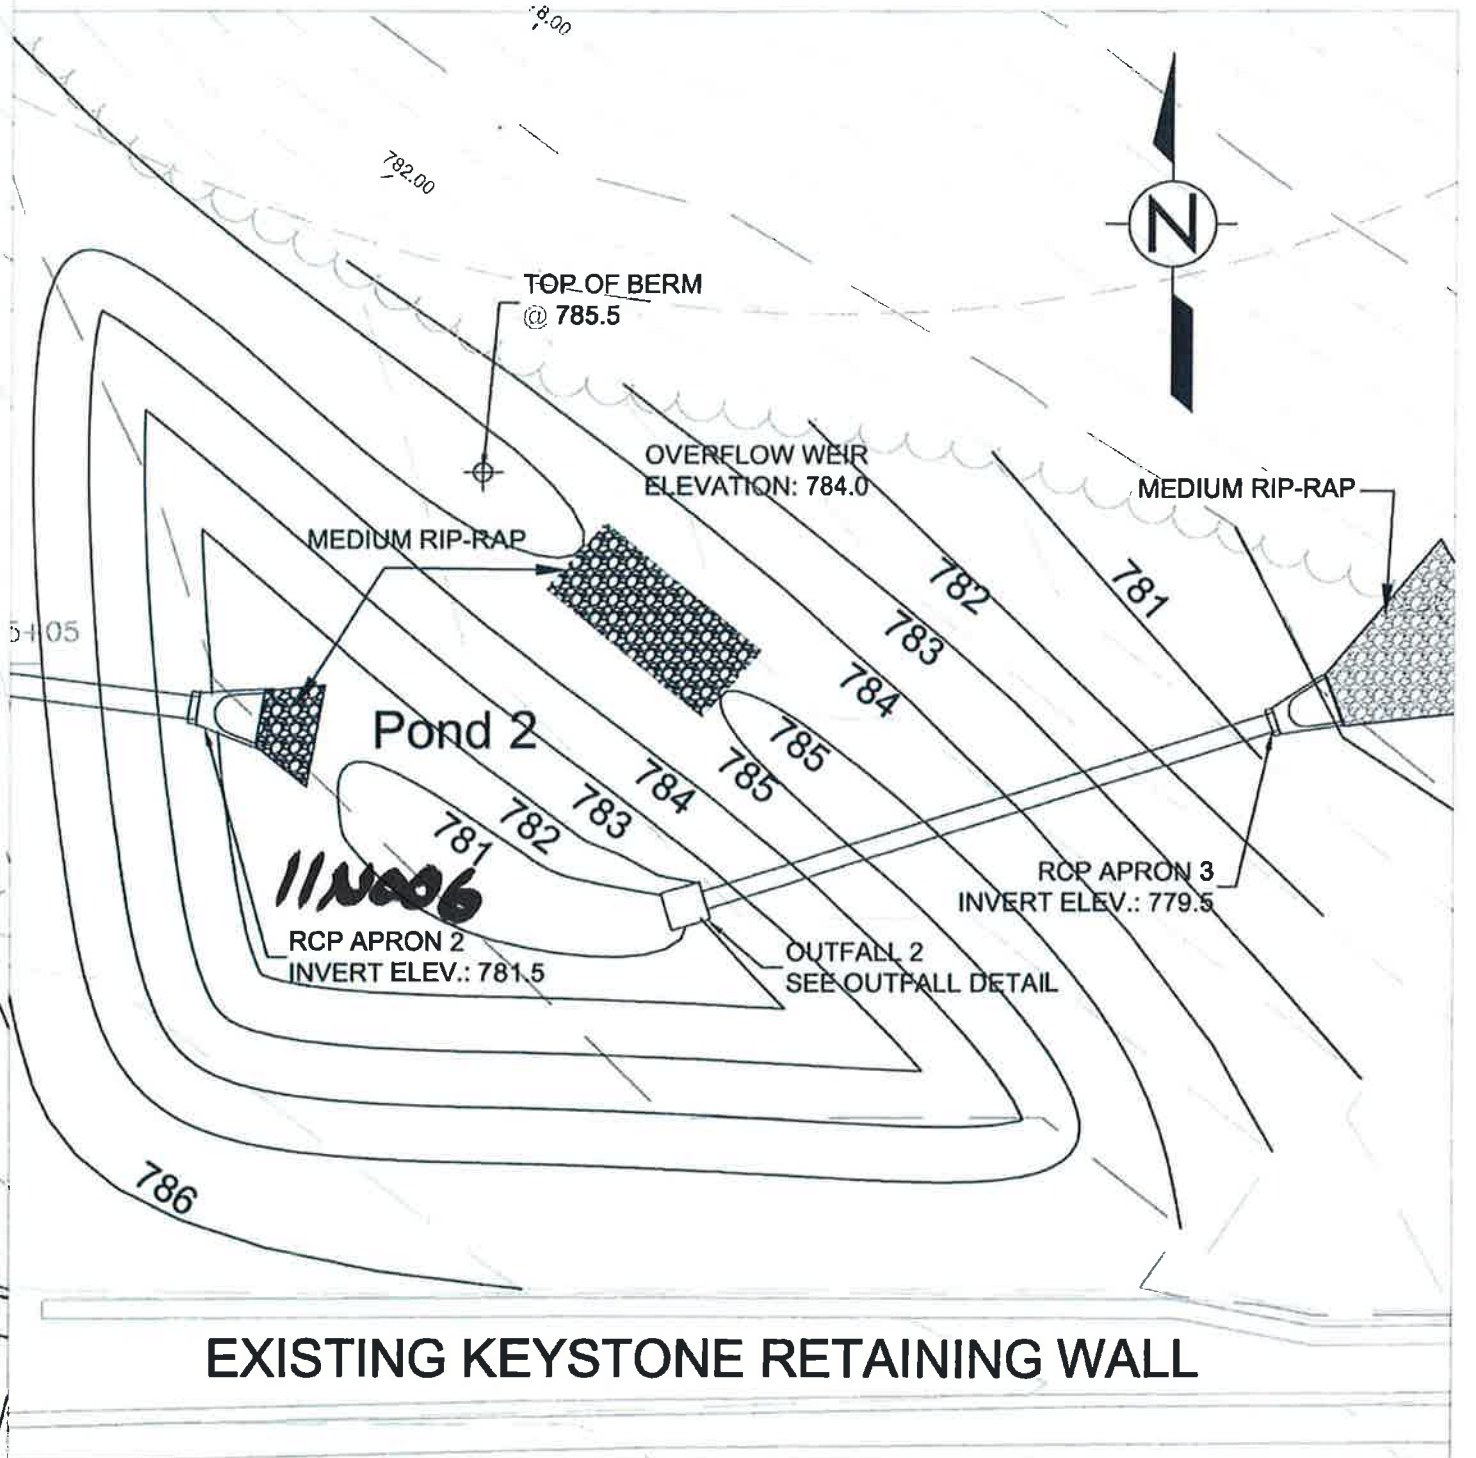 782.00
N
TOP OF BERM
@ 785.5
OVERFLOW WEIR
ELEVATION: 784.0
MEDIUM RIP-RAP
MEDIUM RIP-RAP
782
781
783
784
5+05
Pond 2
785
785
784
783
782
781
11N006
RCP APRON 3
INVERT ELEV.: 779.5
RCP APRON 2
INVERT ELEV.: 781.5
OUTFALL 2
SEE OUTFALL DETAIL
786
EXISTING KEYSTONE RETAINING WALL